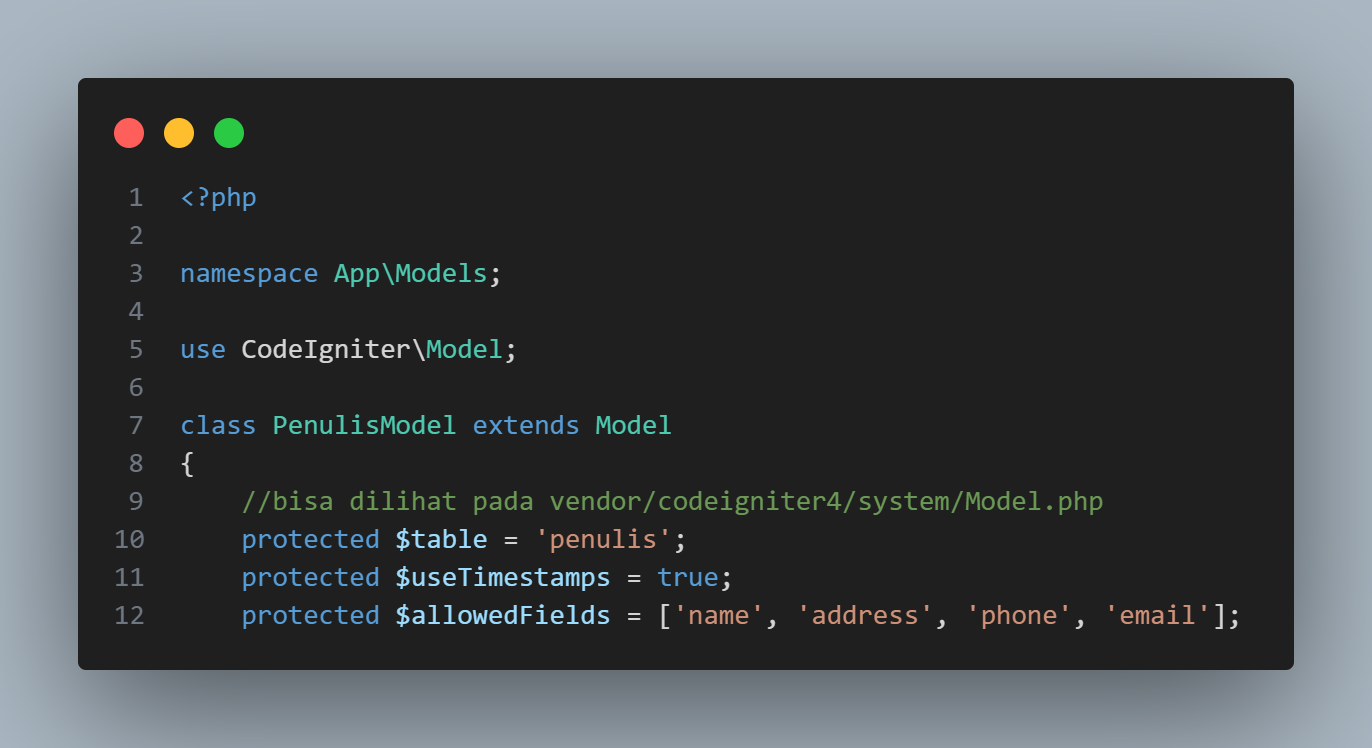 1 <?php
2
3 namespace App\Models;
4
5 use CodeIgniter\Model;
6
7 class PenulisModel extends Model
8 {
9     //bisa dilihat pada vendor/codeigniter4/system/Model.php
10     protected $table = 'penulis';
11     protected $useTimestamps = true;
12     protected $allowedFields = ['name', 'address', 'phone', 'email'];